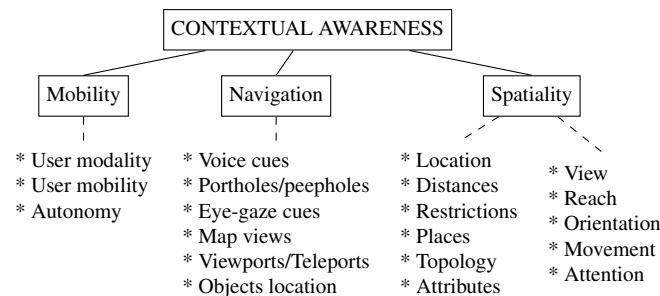 CONTEXTUAL AWARENESS
Mobility
Navigation
Spatiality
* User modality
* User mobility
* Autonomy
* Voice cues
* Portholes/peepholes
* Eye-gaze cues
* Map views
* Viewports/Teleports
* Objects location
* Location
* Distances
* Restrictions
* Places
* Topology
* Attributes
* View
* Reach
* Orientation
* Movement
* Attention